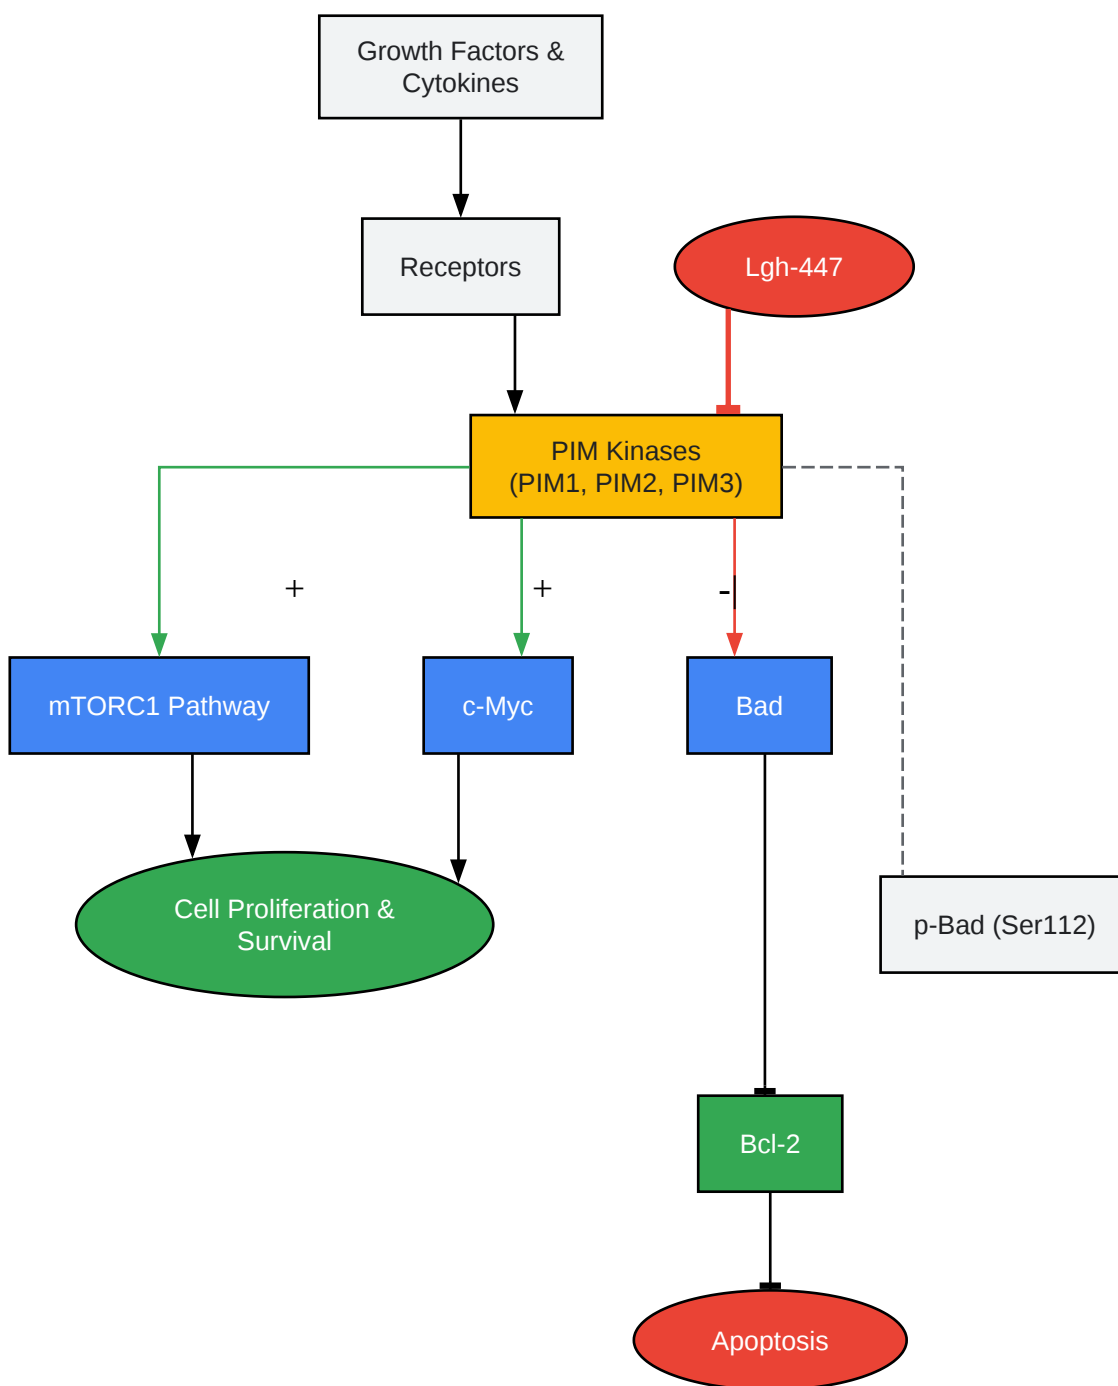 Growth Factors &
Cytokines
Receptors
Lgh-447
PIM Kinases
(PIM1, PIM2, PIM3)
+
+
-
mTORC1 Pathway
c-Myc
Bad
Cell Proliferation &
Survival
p-Bad (Ser112)
Bcl-2
Apoptosis